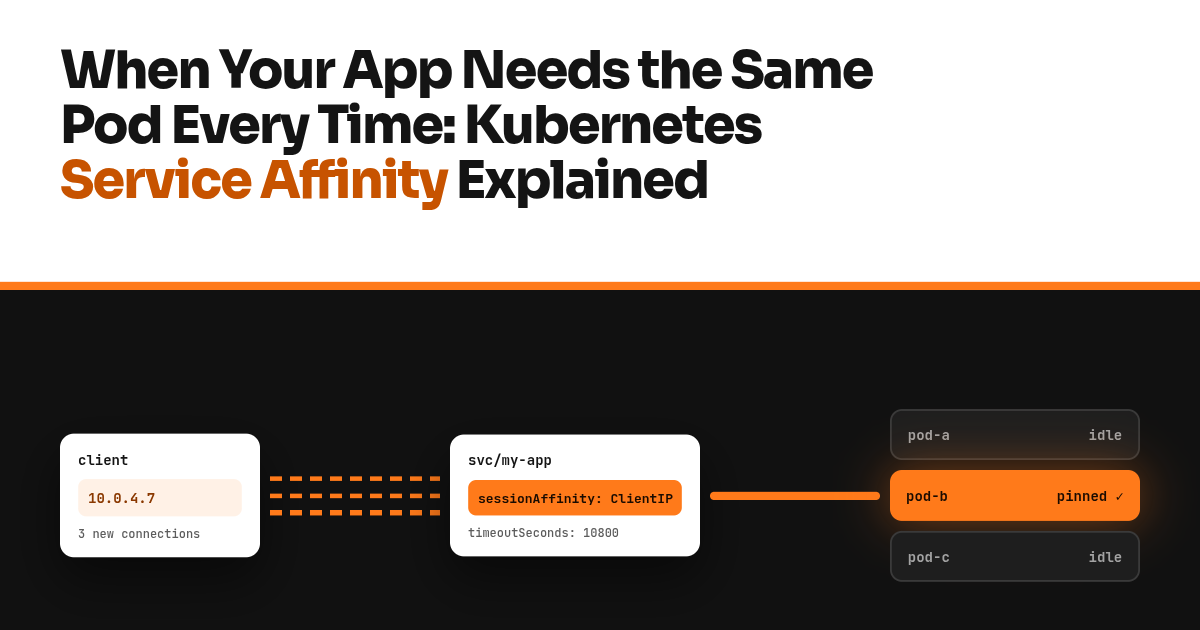 When Your App Needs the Same
Pod Every Time: Kubernetes
Service Affinity Explained
client
10.0.4.7
3 new connections
svc/my-app
sessionAffinity: ClientIP
timeoutSeconds: 10800
pod-a idle
pod-b pinned ✓
pod-c idle